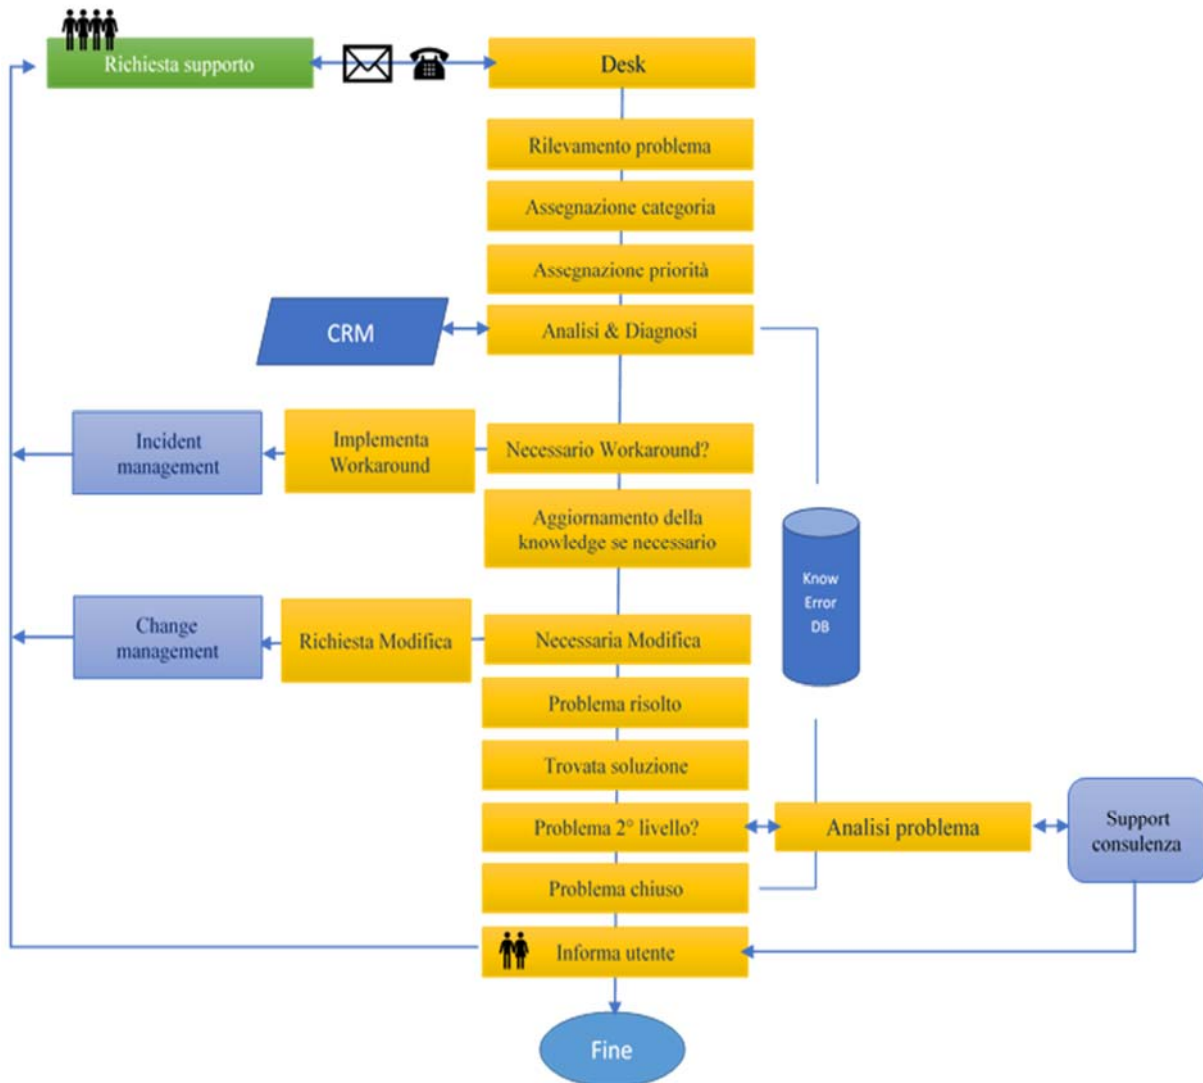 Richiesta supporto
Desk
Rilevamento problema
Assegnazione categoria
Assegnazione priorità
CRM
Analisi & Diagnosi
Incident
management
Implementa
Workaround
Necessario Workaround?
Aggiornamento della
knowledge se necessario
Know
Error
DB
Change
management
Richiesta Modifica
Necessaria Modifica
Problema risolto
Trovata soluzione
Problema 2° livello?
Analisi problema
Support
consulenza
Problema chiuso
Informa utente
Fine